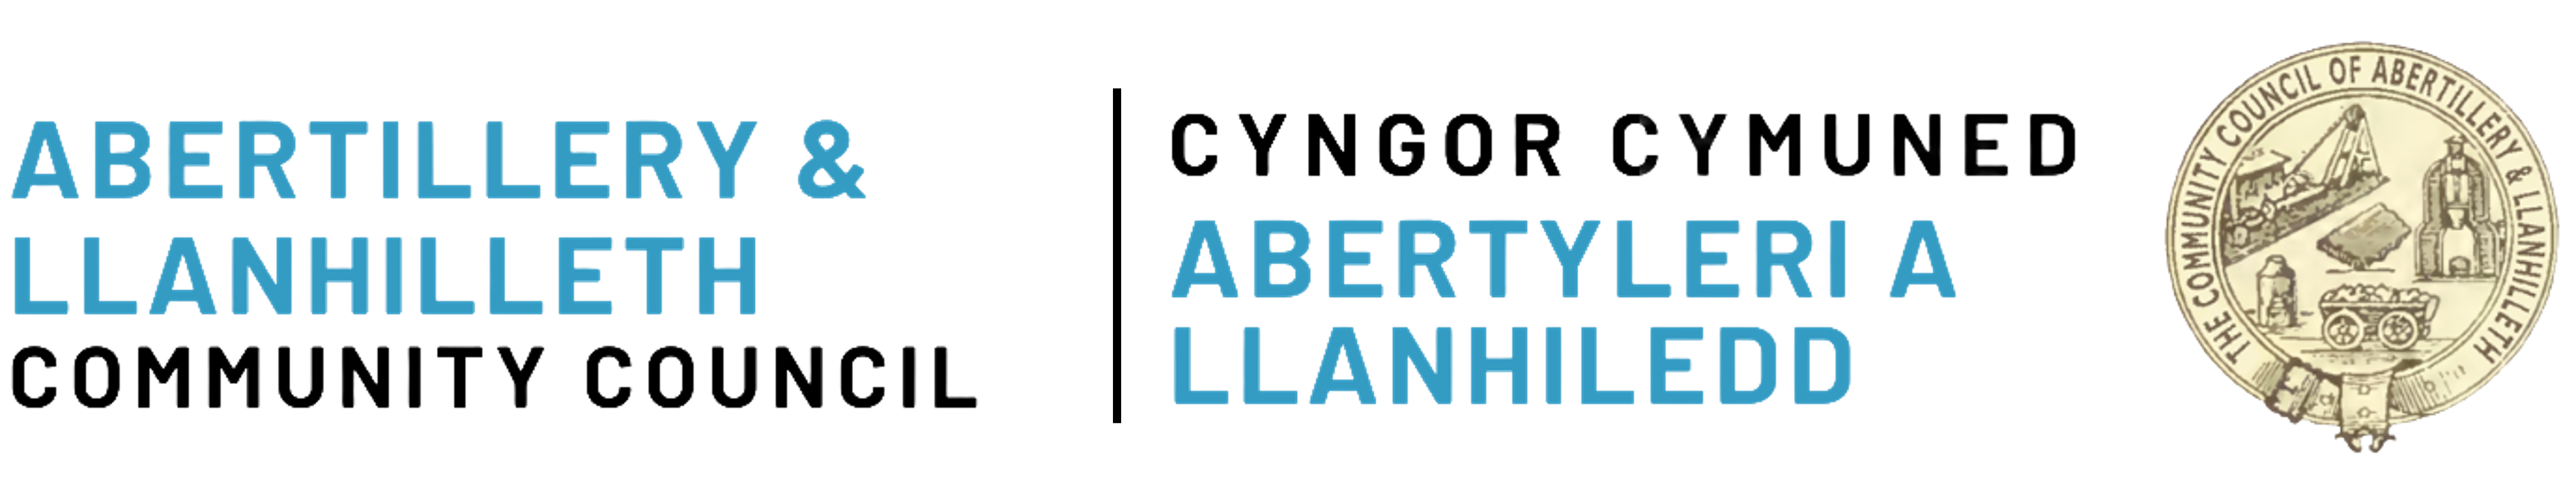 ABERTILLERY &
LLANHILLETH
COMMUNITY COUNCIL
CYNGOR CYMUNED
ABERTYLERI A
LLANHILEDD
THE COMMUNITY COUNCIL OF ABERTILLERY & LLANHILLETH